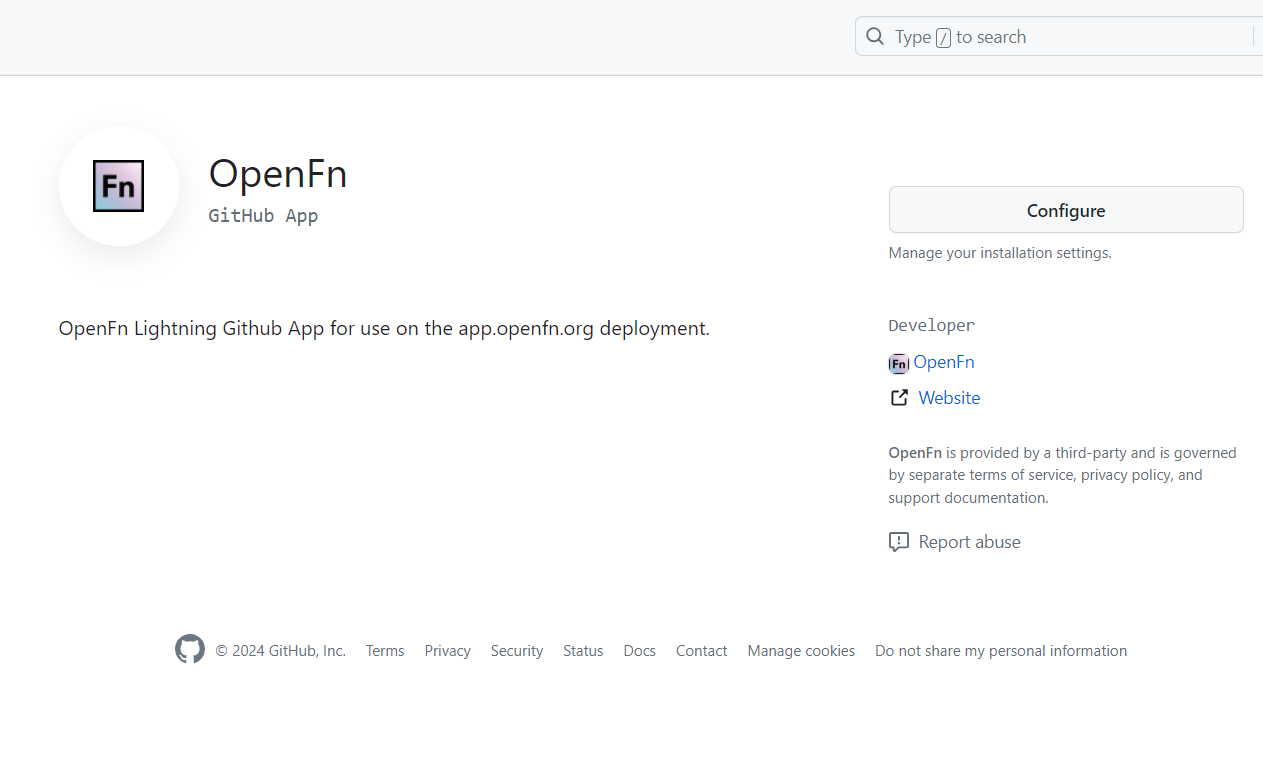 Type / to search
Fn
OpenFn
GitHub App
Configure
Manage your installation settings.
OpenFn Lightning Github App for use on the app.openfn.org deployment.
Developer
Fn OpenFn
Website
OpenFn is provided by a third-party and is governed
by separate terms of service, privacy policy, and
support documentation.
Report abuse
© 2024 GitHub, Inc. Terms Privacy Security Status Docs Contact Manage cookies Do not share my personal information